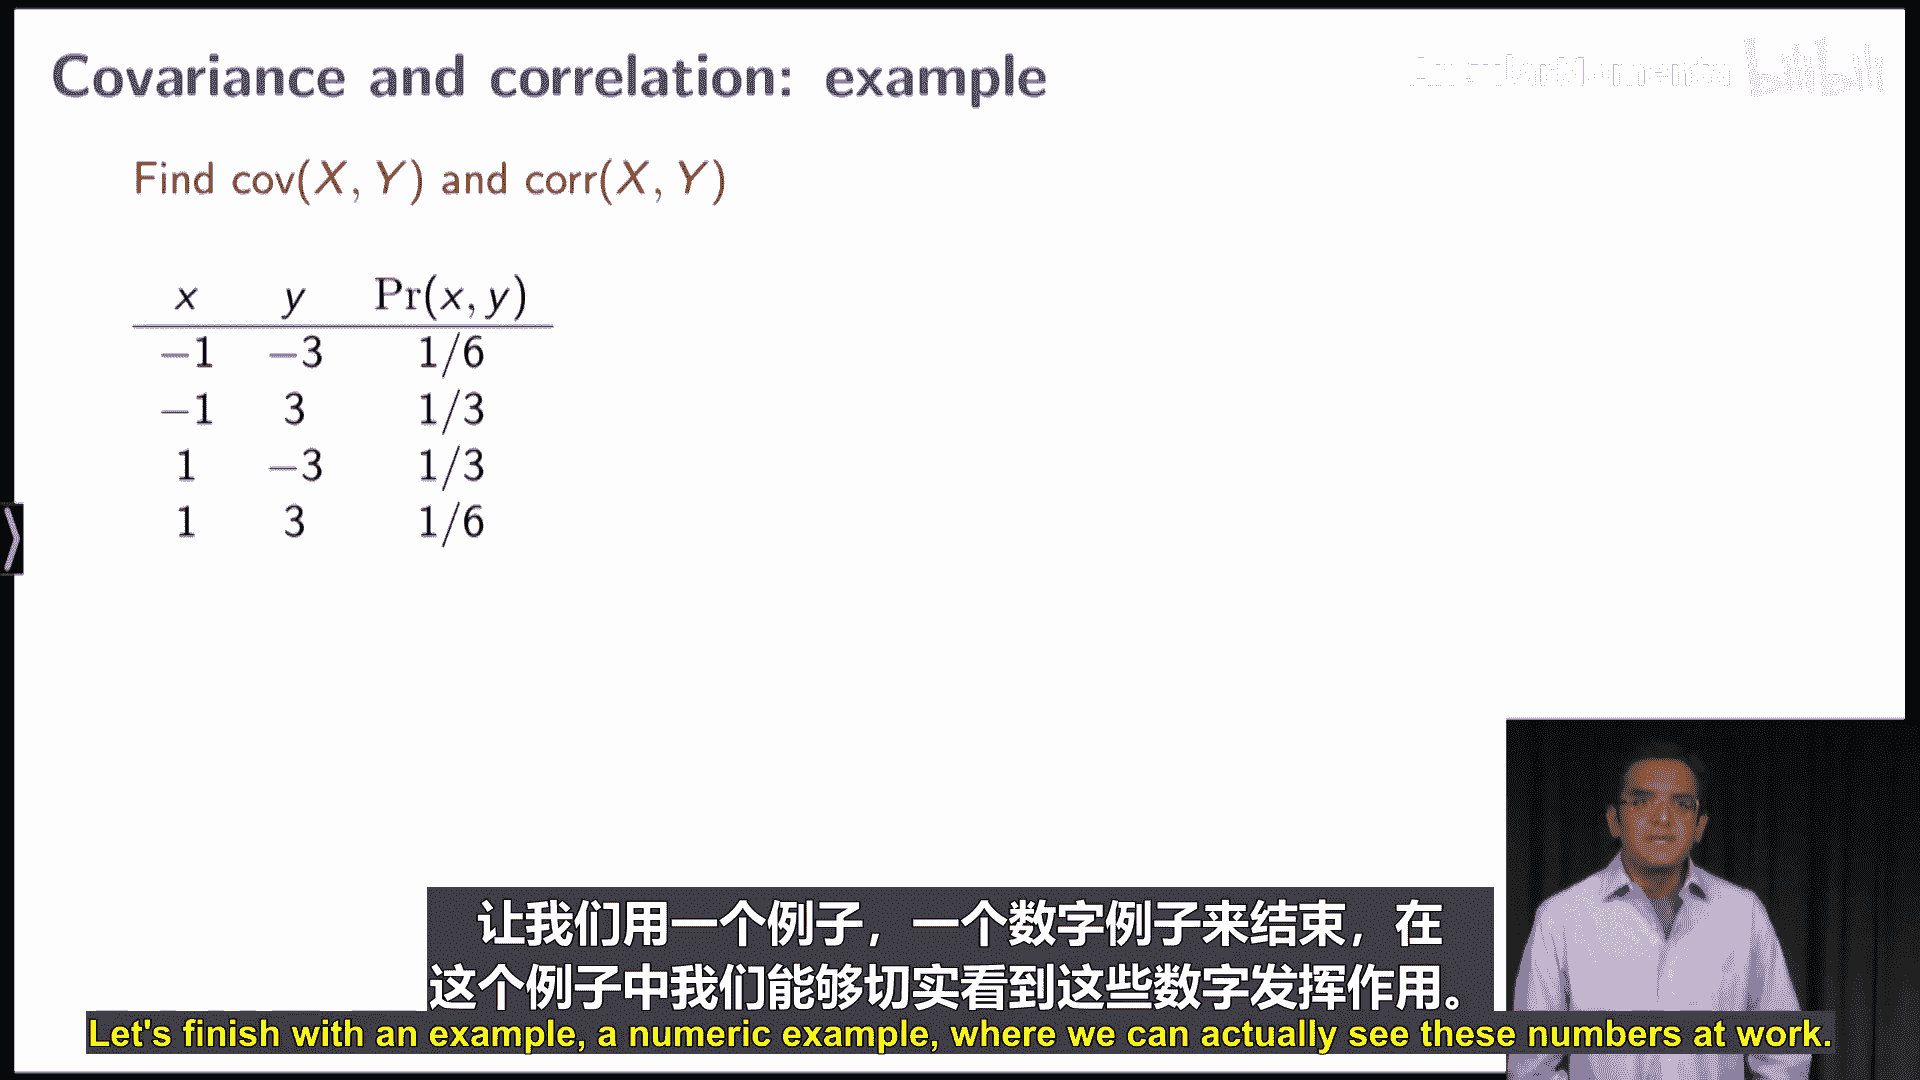 Covariance and correlation: example
bilibili
Find cov(X, Y) and corr(X, Y)
x y Pr(x, y)
−1 −3 1/6
−1 3 1/3
1 −3 1/3
1 3 1/6
让我们用一个例子，一个数字例子来结束，在
这个例子中我们能够切实看到这些数字发挥作用。
Let's finish with an example, a numeric example, where we can actually see these numbers at work.